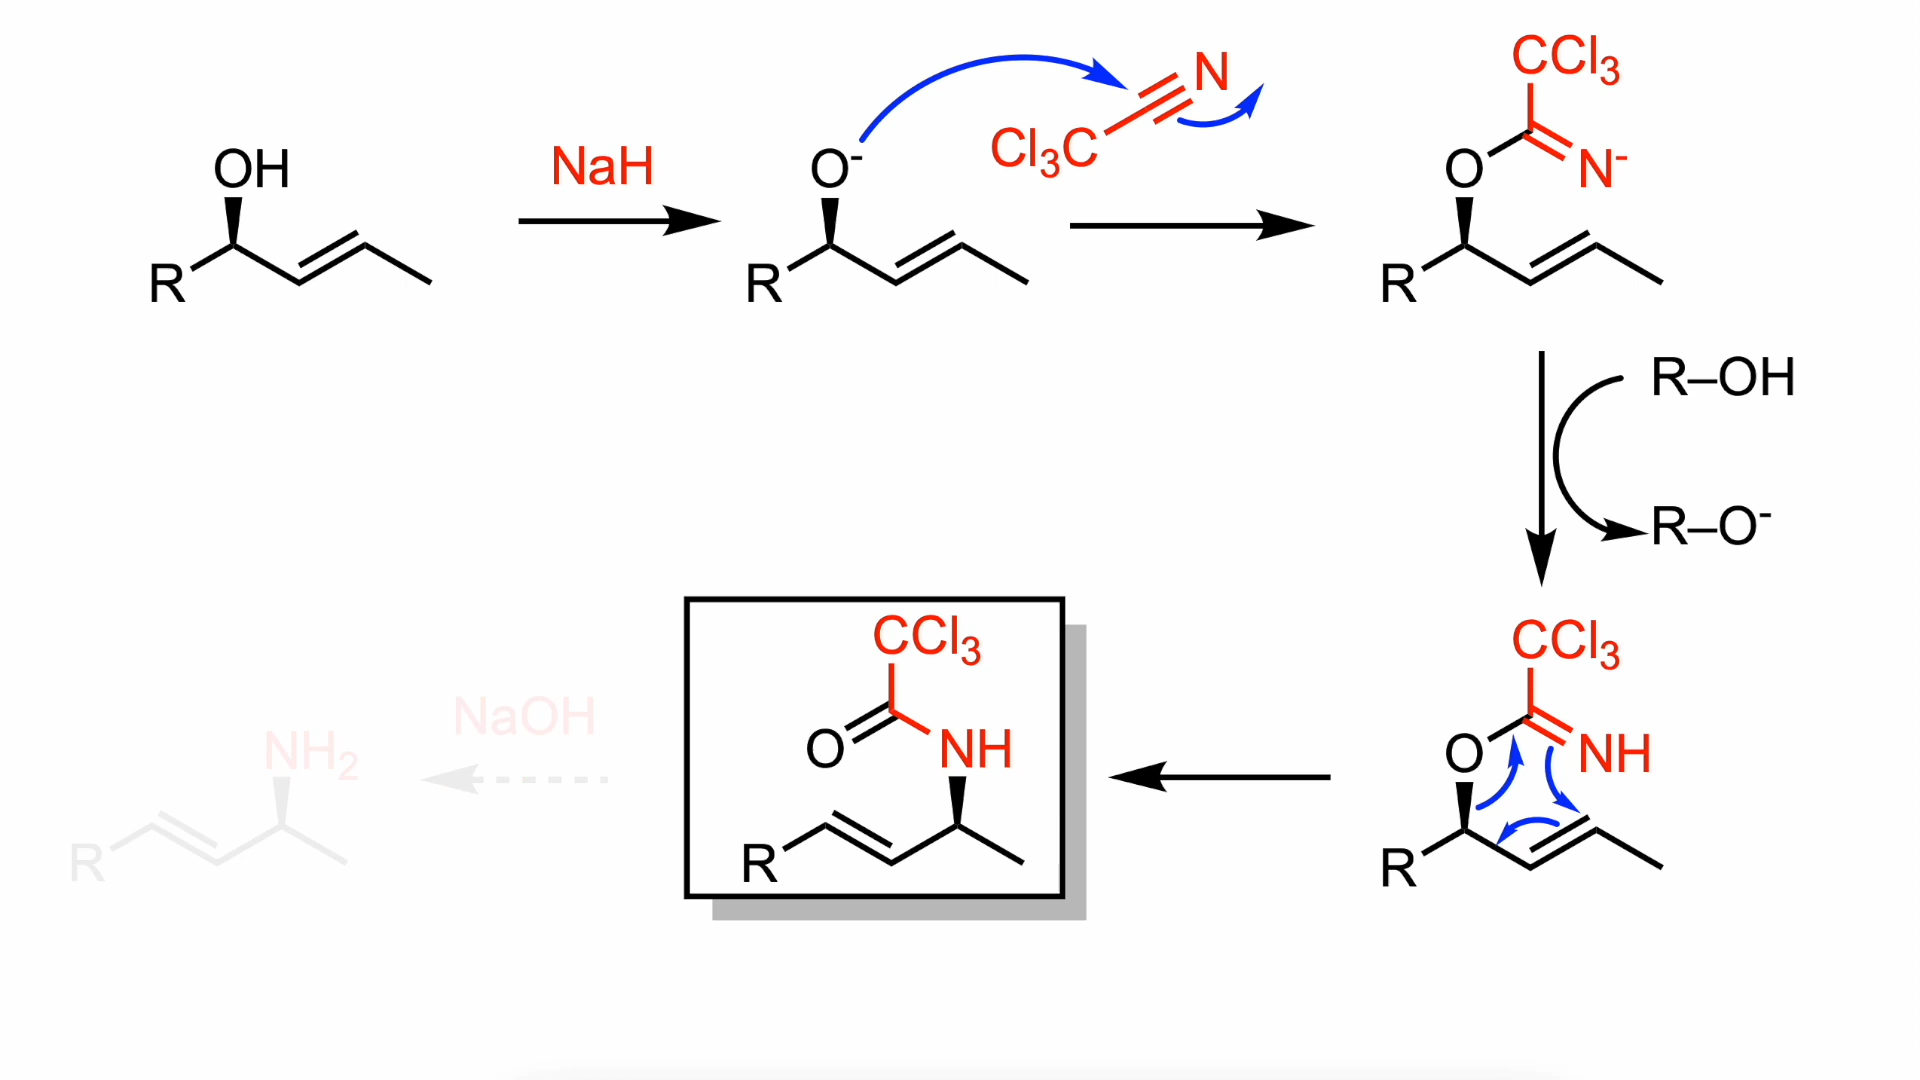 OH
R
NaH
O⁻
R
Cl₃C
N
CCl₃
O
N⁻
R
R–OH
R–O⁻
CCl₃
O
NH
R
CCl₃
O
NH
R
NaOH
NH₂
R